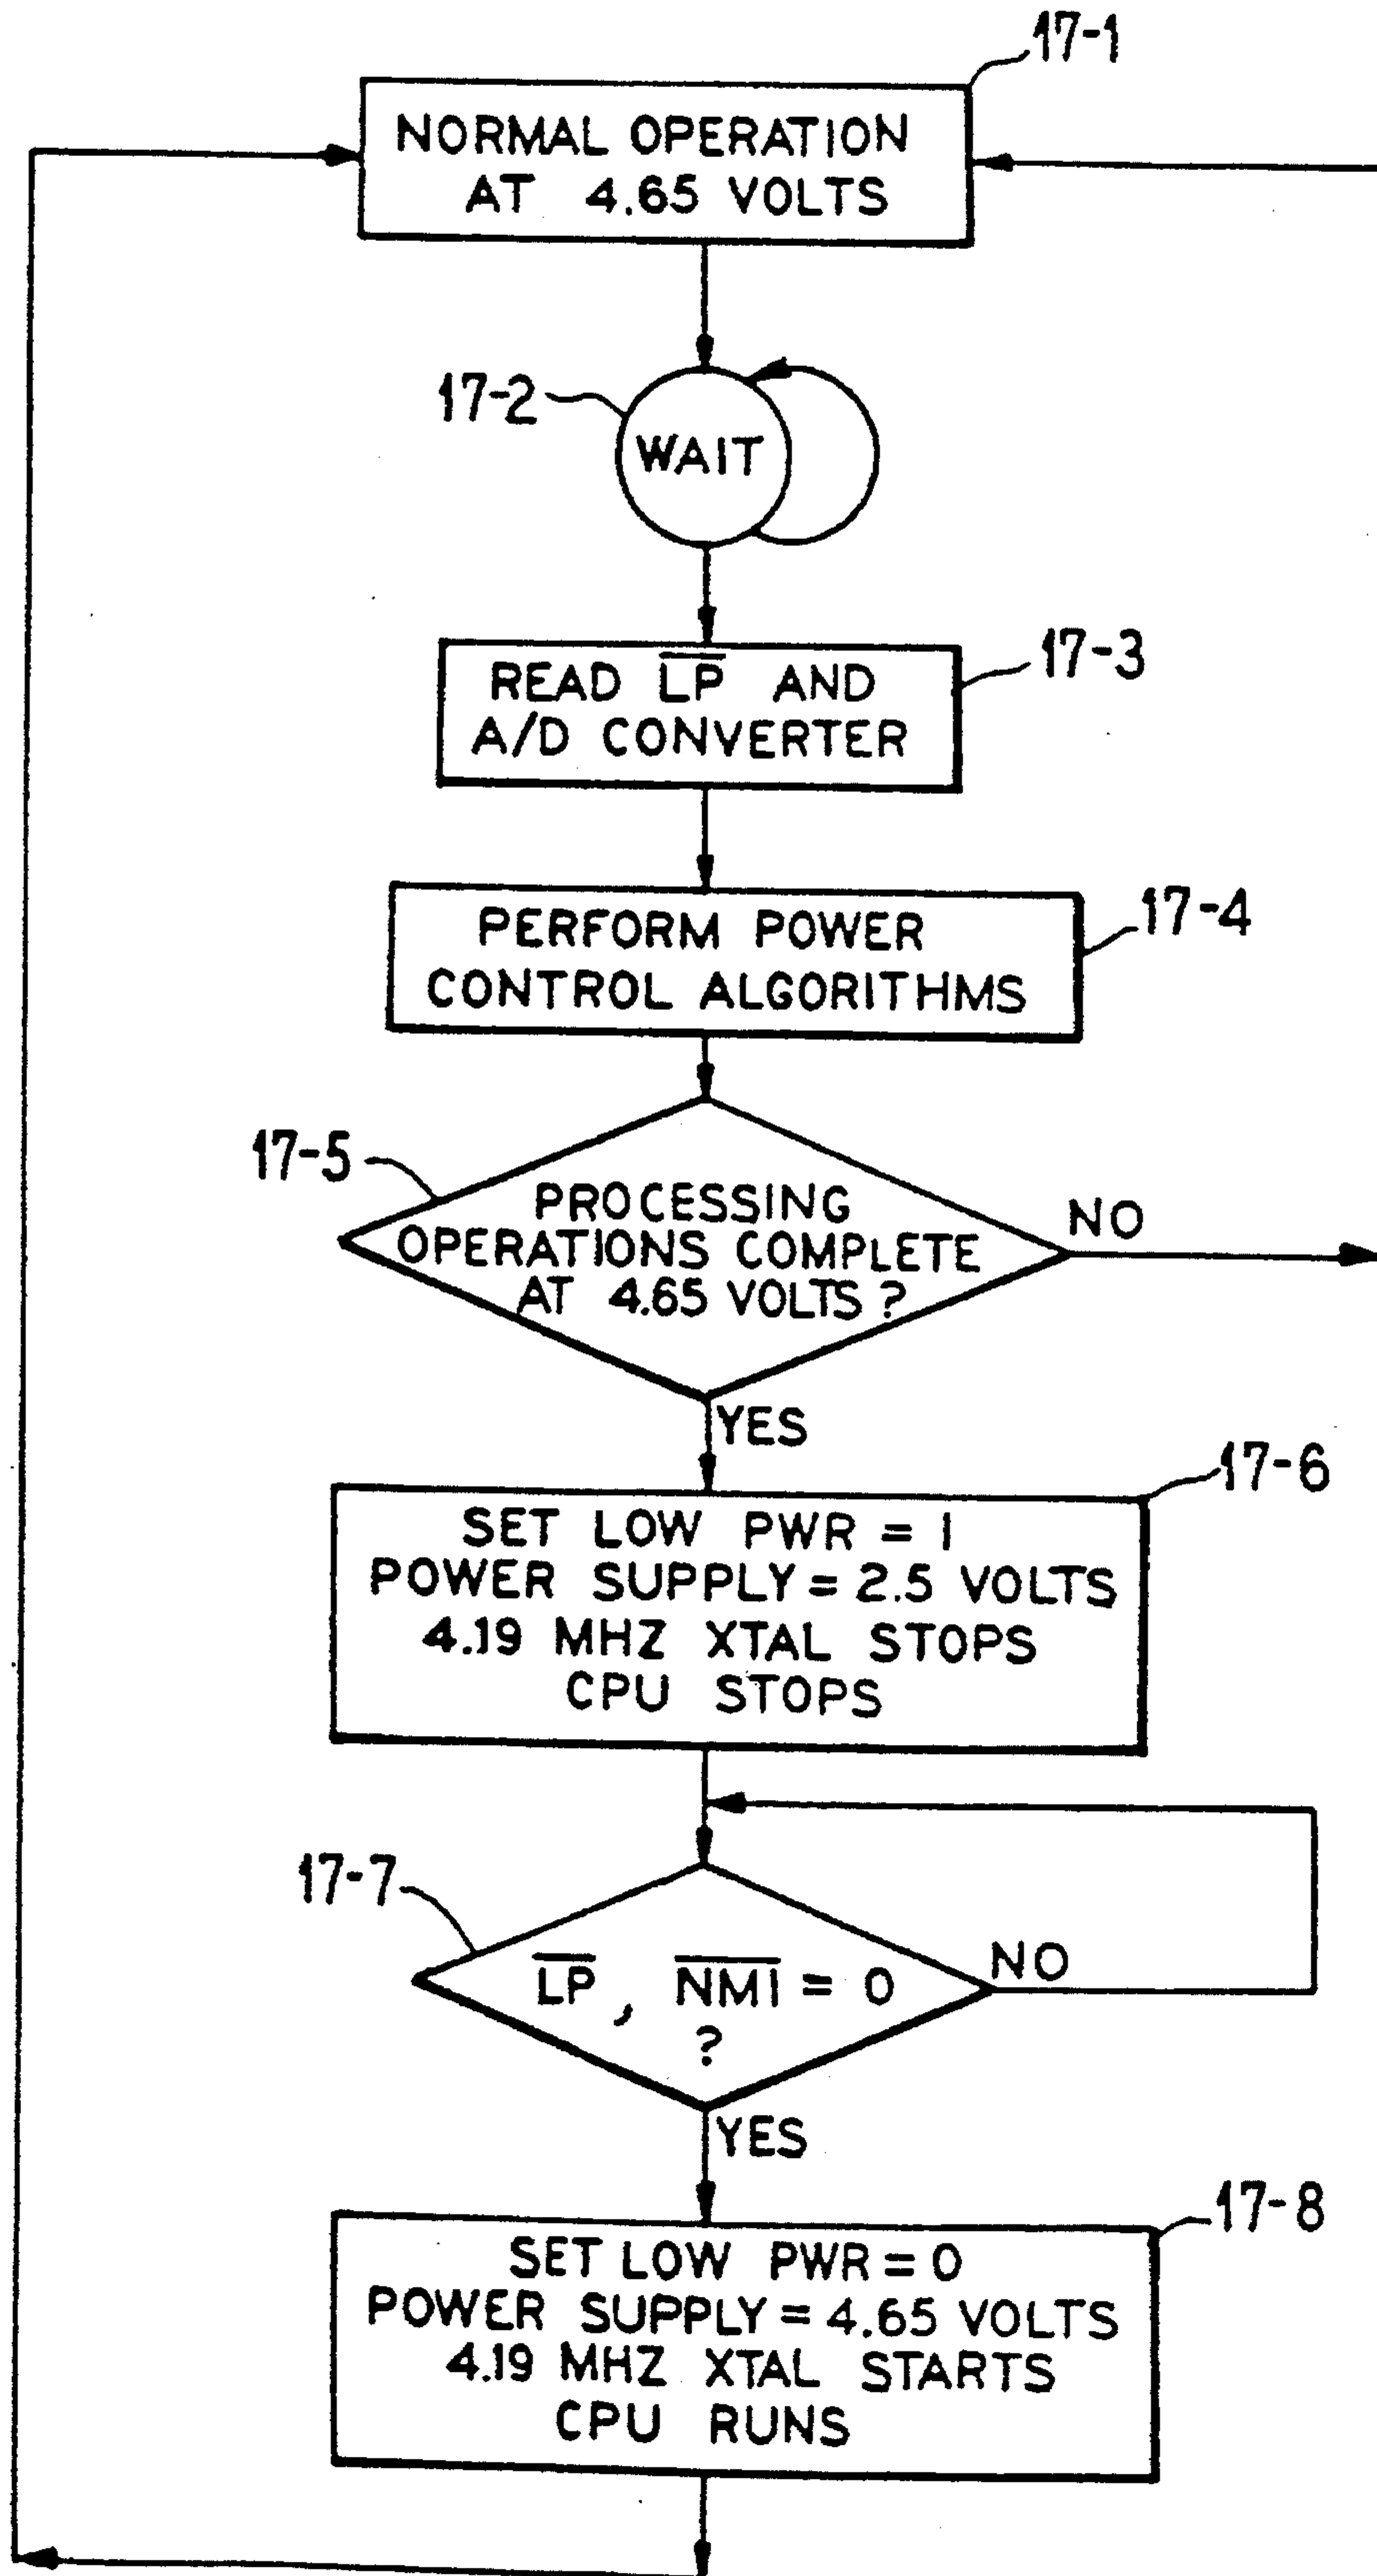 17-1
NORMAL OPERATION
AT 4.65 VOLTS
17-2
WAIT
17-3
READ L̅P̅ AND
A/D CONVERTER
17-4
PERFORM POWER
CONTROL ALGORITHMS
17-5
PROCESSING
OPERATIONS COMPLETE
AT 4.65 VOLTS ?
NO
YES
17-6
SET LOW PWR = 1
POWER SUPPLY = 2.5 VOLTS
4.19 MHZ XTAL STOPS
CPU STOPS
17-7
L̅P̅, N̅M̅I̅ = 0
?
NO
YES
17-8
SET LOW PWR = 0
POWER SUPPLY = 4.65 VOLTS
4.19 MHZ XTAL STARTS
CPU RUNS